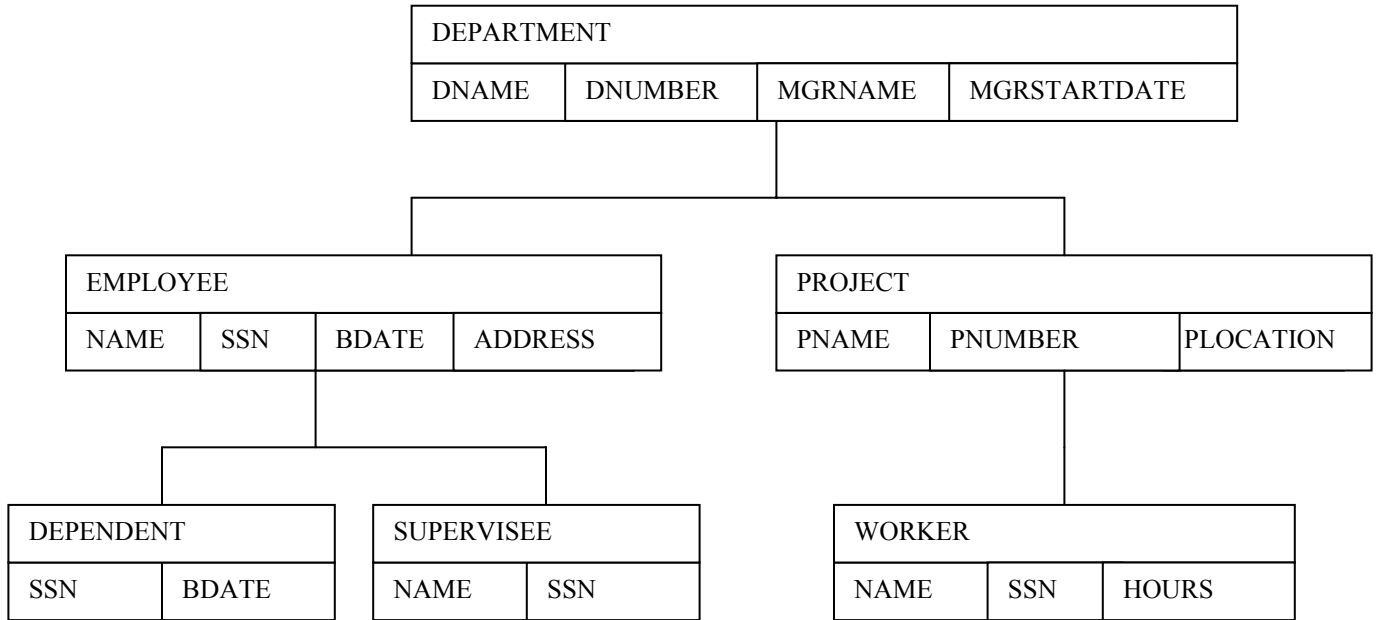 DEPARTMENT
DNAME DNUMBER MGRNAME MGRSTARTDATE
EMPLOYEE
NAME SSN BDATE ADDRESS
PROJECT
PNAME PNUMBER PLOCATION
DEPENDENT
SSN BDATE
SUPERVISEE
NAME SSN
WORKER
NAME SSN HOURS